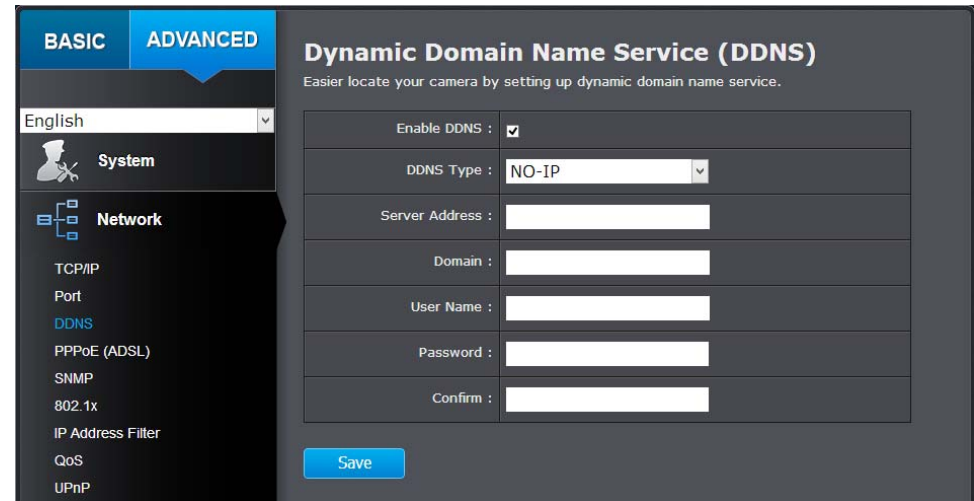 BASIC ADVANCED
English
System
Network
TCP/IP
Port
DDNS
PPPoE (ADSL)
SNMP
802.1x
IP Address Filter
QoS
UPnP
Dynamic Domain Name Service (DDNS)
Easier locate your camera by setting up dynamic domain name service.
Enable DDNS :
DDNS Type : NO-IP
Server Address :
Domain :
User Name :
Password :
Confirm :
Save